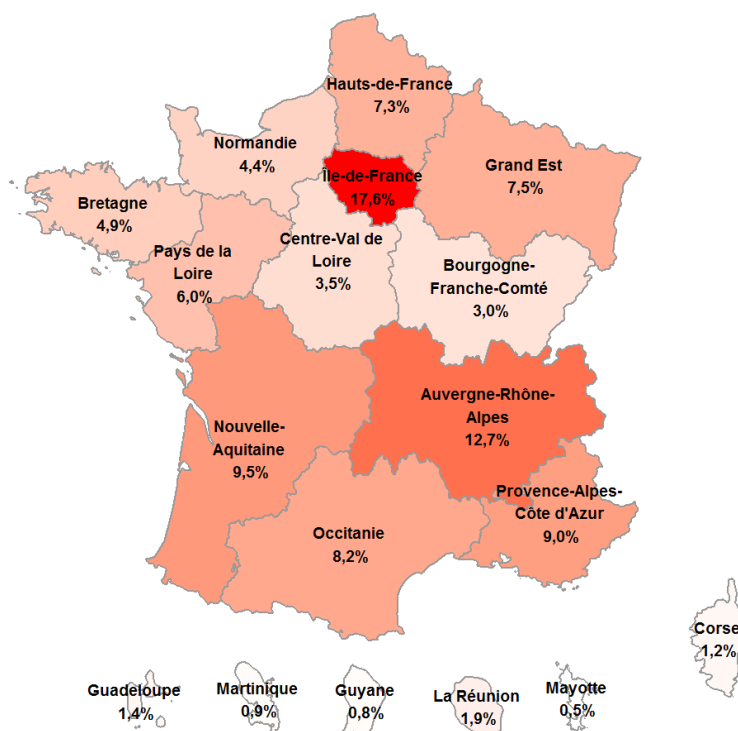 Hauts-de-France
7,3%
Normandie
4,4%
Grand Est
7,5%
Île-de-France
17,6%
Bretagne
4,9%
Pays de la
Loire
6,0%
Centre-Val de
Loire
3,5%
Bourgogne-
Franche-Comté
3,0%
Auvergne-Rhône-
Alpes
12,7%
Nouvelle-
Aquitaine
9,5%
Provence-Alpes-
Côte d'Azur
9,0%
Occitanie
8,2%
Corse
1,2%
Guadeloupe
1,4%
Martinique
0,9%
Guyane
0,8%
La Réunion
1,9%
Mayotte
0,5%